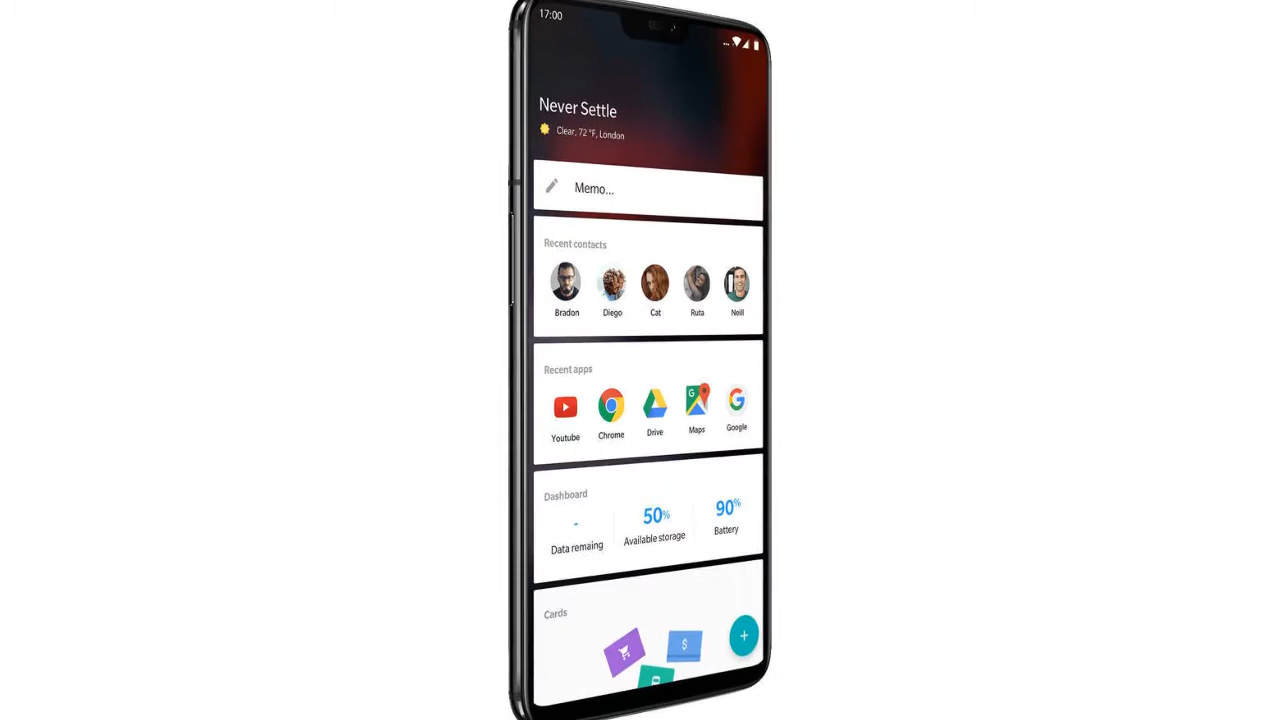 17:00
Never Settle
Clear, 72 °F, London
Memo...
Recent contacts
Bradon Diego Cat Ruta Neill
Recent apps
G
G
Youtube Chrome Drive Maps Google
Dashboard
- 50% 90%
Data remaing Available storage Battery
Cards
$
+